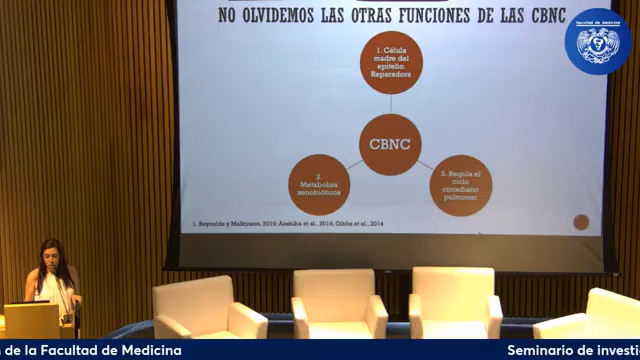 NO OLVIDEMOS LAS OTRAS FUNCIONES DE LAS CBNC
facultad de medicina
1. Célula
madre del
epitelio.
Reparadora
CBNC
2.
Metaboliza
xenobióticos
3. Regula el
ciclo
circadiano
pulmonar
1. Reynolds y Malkinson, 2010; Aoshiba et al., 2014; Gibbs et al., 2014
n de la Facultad de Medicina
Seminario de investig